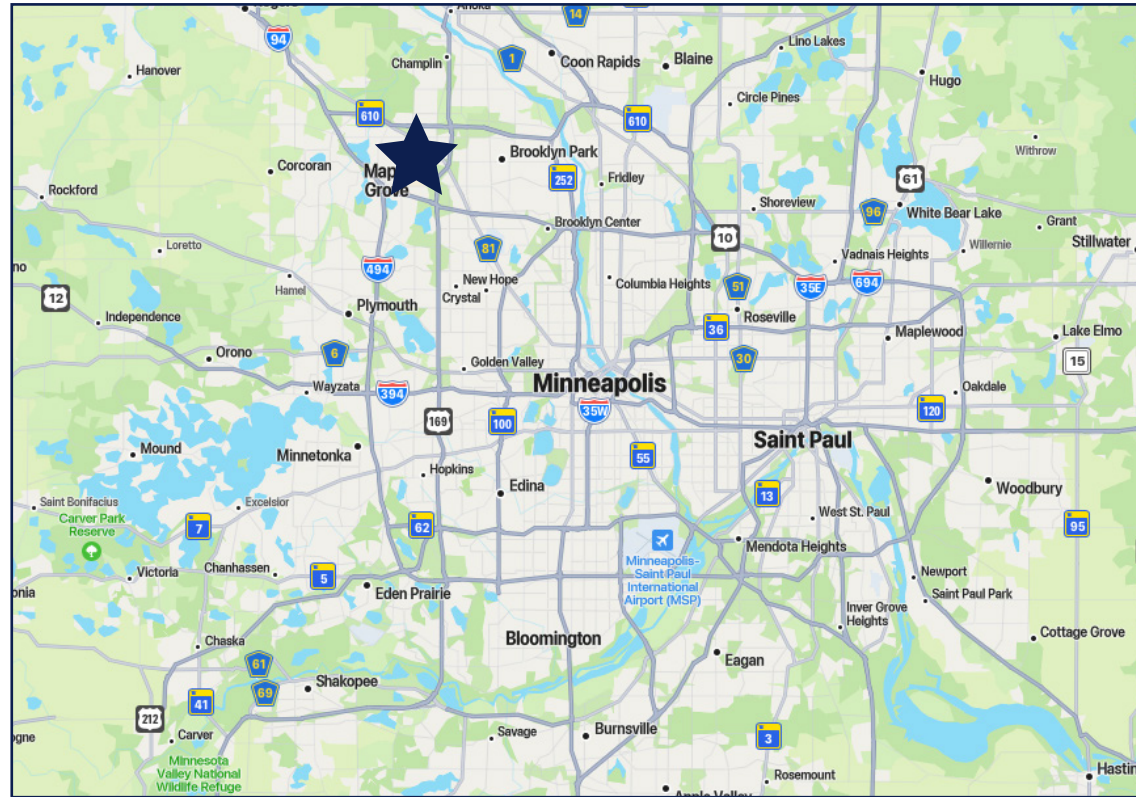 Anoka
14
94
Hanover
Champlin
1
Coon Rapids
Blaine
Lino Lakes
Hugo
Circle Pines
610
610
Withrow
Corcoran
Grove
Brooklyn Park
252
Fridley
61
Rockford
Shoreview
96
White Bear Lake
Grant
Stillwater
Brooklyn Center
10
Loretto
81
Vadnais Heights
Willernie
494
New Hope
Crystal
Columbia Heights
51
35E
694
Hamel
12
Plymouth
Roseville
Independence
36
Maplewood
Lake Elmo
Orono
6
30
15
Golden Valley
Wayzata
394
Minneapolis
35W
Oakdale
120
169
100
Saint Paul
Mound
Minnetonka
55
Hopkins
Edina
13
Woodbury
Saint Bonifacius
Excelsior
Carver Park
Reserve
7
62
West St. Paul
95
Mendota Heights
Minneapolis-
Saint Paul
International
Airport (MSP)
Victoria
Chanhassen
5
Eden Prairie
Newport
Saint Paul Park
Inver Grove
Heights
Chaska
Bloomington
Cottage Grove
61
Eagan
69
Shakopee
41
212
Carver
Savage
Burnsville
3
Minnesota
Valley National
Wildlife Refuge
Rosemount